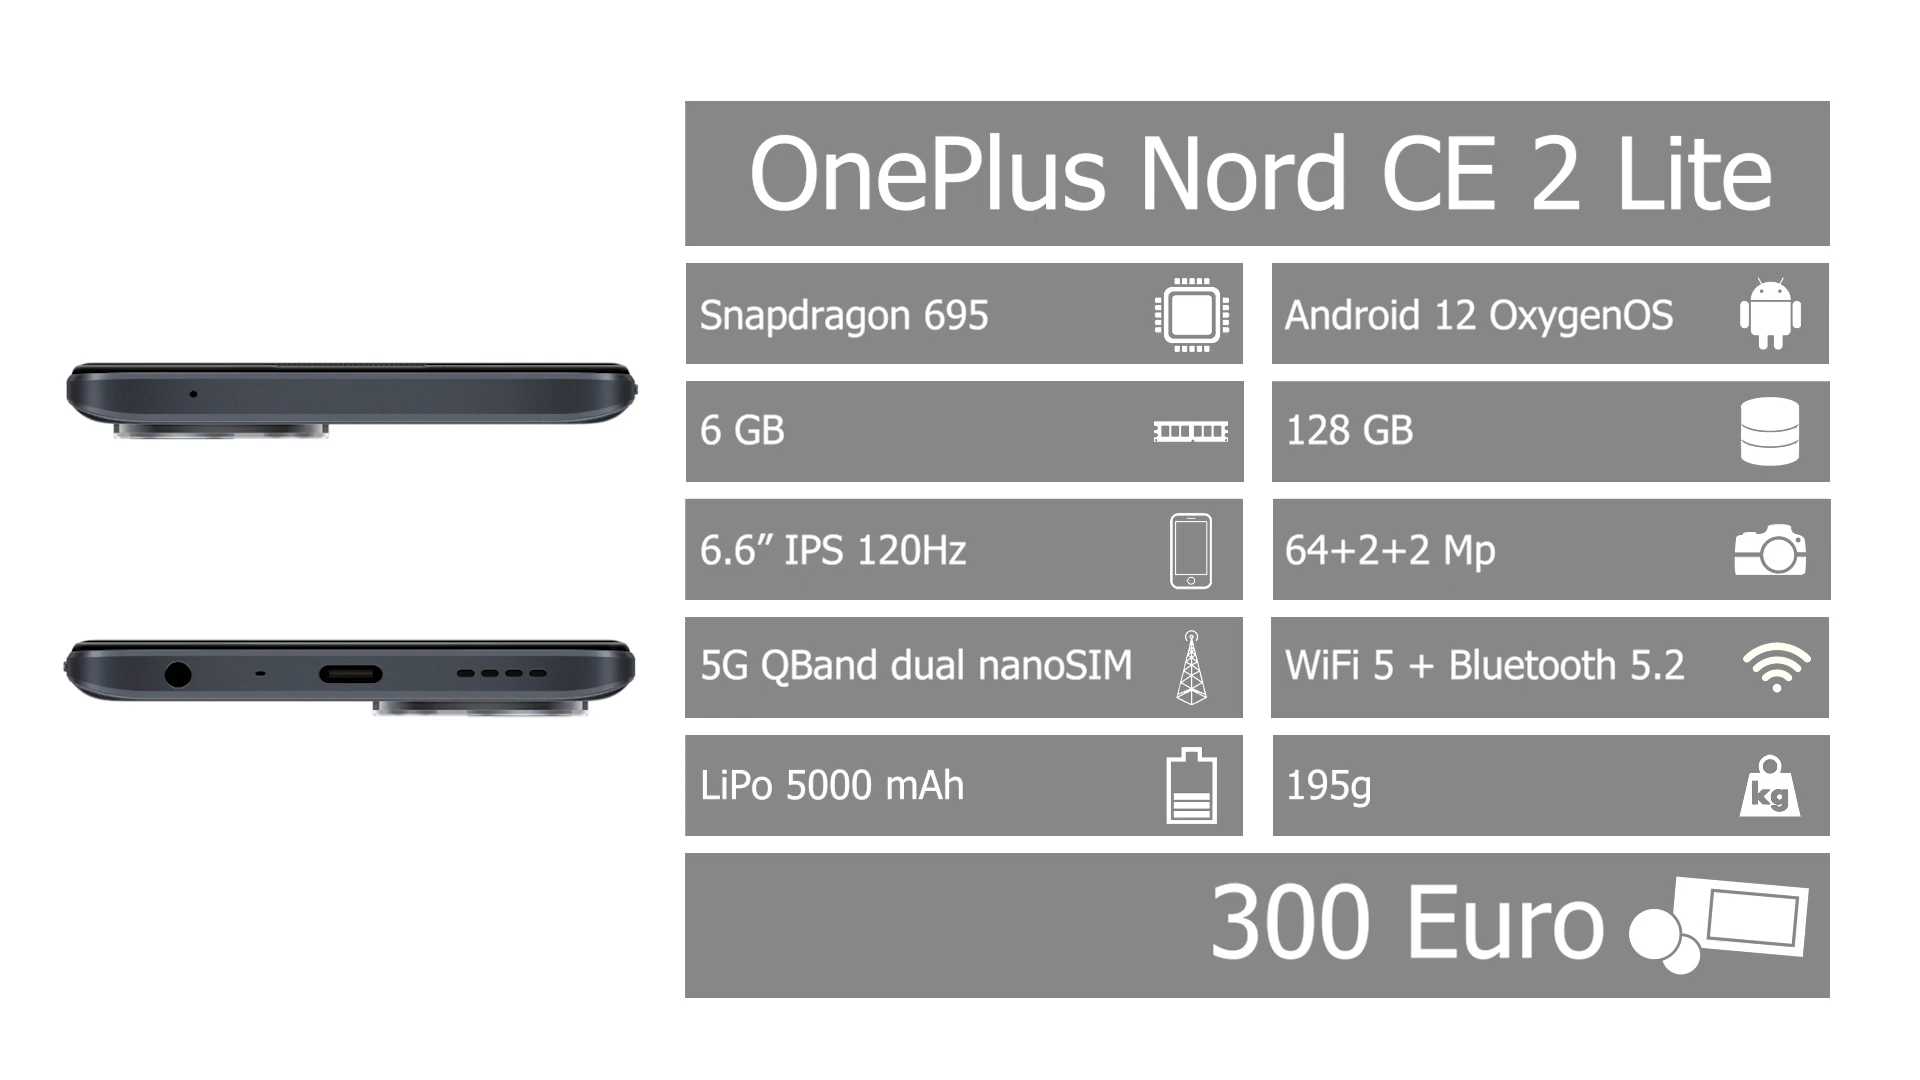 OnePlus Nord CE 2 Lite
Snapdragon 695
Android 12 OxygenOS
6 GB
128 GB
6.6” IPS 120Hz
64+2+2 Mp
5G QBand dual nanoSIM
WiFi 5 + Bluetooth 5.2
LiPo 5000 mAh
195g
kg
300 Euro